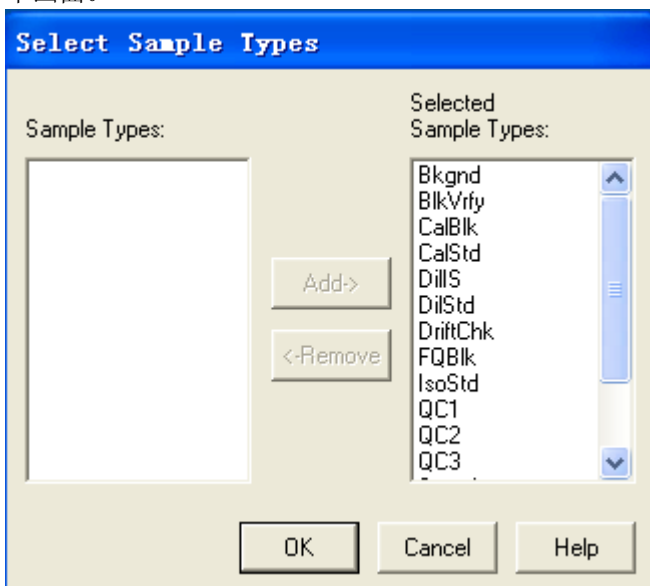 Select Sample Types
Sample Types:
Selected
Sample Types:
Bkgnd
BlkVrfy
CalBlk
CalStd
DilIS
DilStd
DriftChk
FQBlk
IsoStd
QC1
QC2
QC3
Add->
<-Remove
OK
Cancel
Help